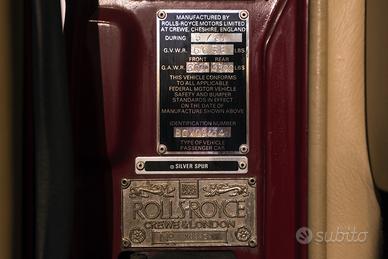 MANUFACTURED BY
ROLLS-ROYCE MOTORS LIMITED
AT CREWE, CHESHIRE, ENGLAND
DURING
G.V.W.R. LBS
FRONT REAR
G.A.W.R. LBS
THIS VEHICLE CONFORMS
TO ALL APPLICABLE
FEDERAL MOTOR VEHICLE
SAFETY AND BUMPER
STANDARDS IN EFFECT
ON THE DATE OF
MANUFACTURE SHOWN ABOVE
IDENTIFICATION NUMBER
TYPE OF VEHICLE
PASSENGER CAR
SILVER SPUR
ROLLS-ROYCE
CREWE & LONDON
subito